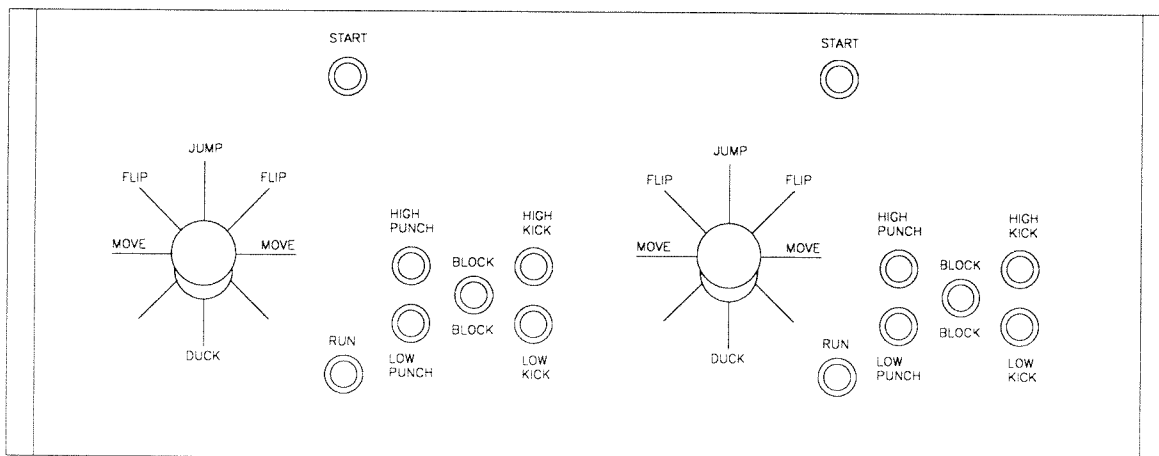 START
JUMP
FLIP
FLIP
MOVE
MOVE
DUCK
HIGH
PUNCH
HIGH
KICK
BLOCK
BLOCK
RUN
LOW
PUNCH
LOW
KICK
START
JUMP
FLIP
FLIP
MOVE
MOVE
DUCK
HIGH
PUNCH
HIGH
KICK
BLOCK
BLOCK
RUN
LOW
PUNCH
LOW
KICK